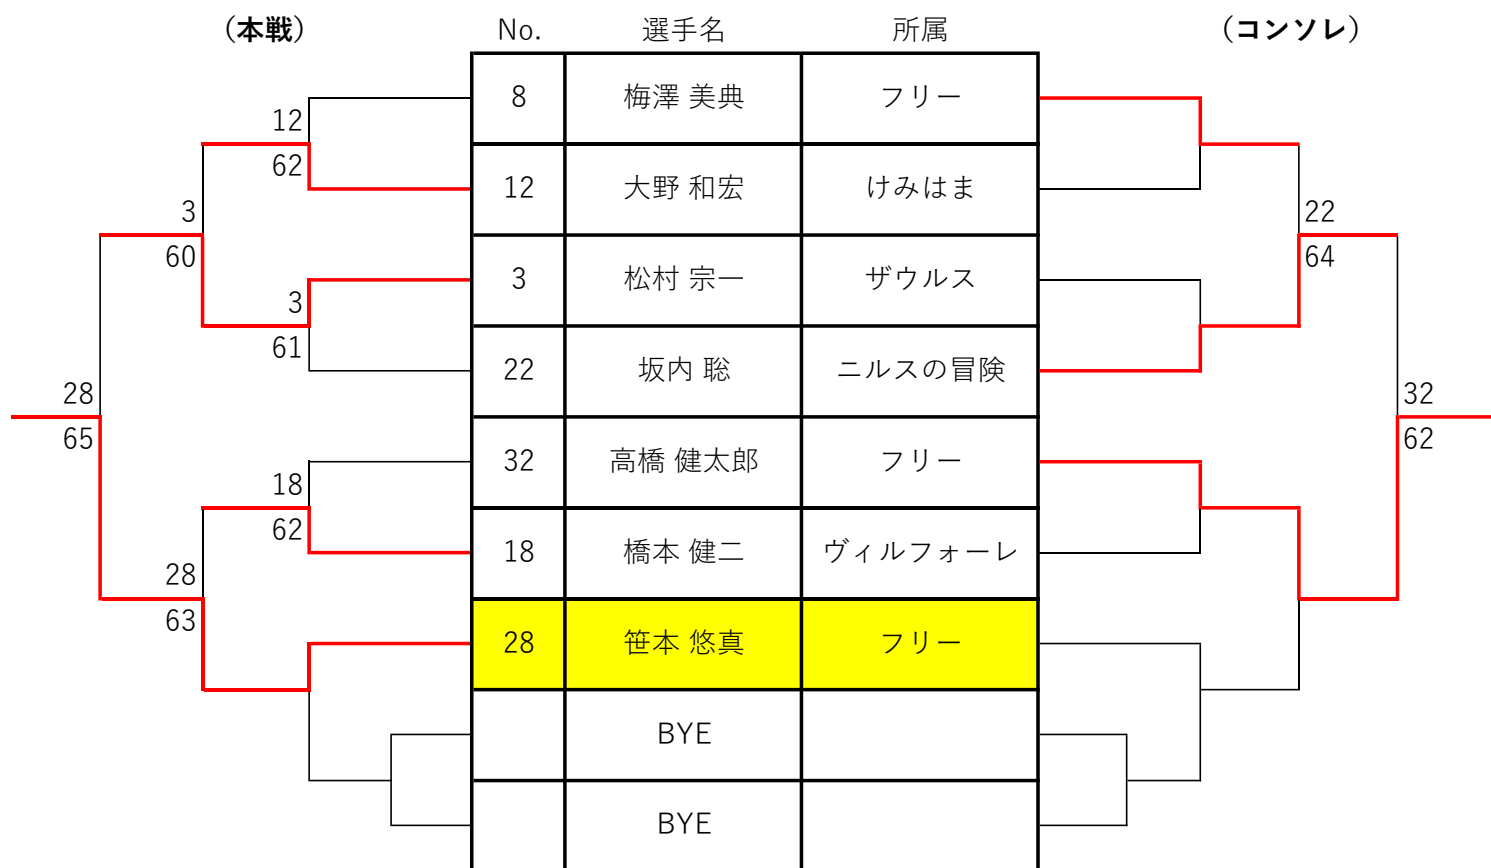 (本戦) No. 選手名 所属 (コンソレ)
8 梅澤 美典 フリー
12
62
12 大野 和宏 けみはま
3
22
60
64
3 松村 宗一 ザウルス
3
61
22 坂内 聡 ニルスの冒険
28
32
65
62
32 高橋 健太郎 フリー
18
62
18 橋本 健二 ヴィルフォーレ
28
63
28 笹本 悠真 フリー
BYE
BYE